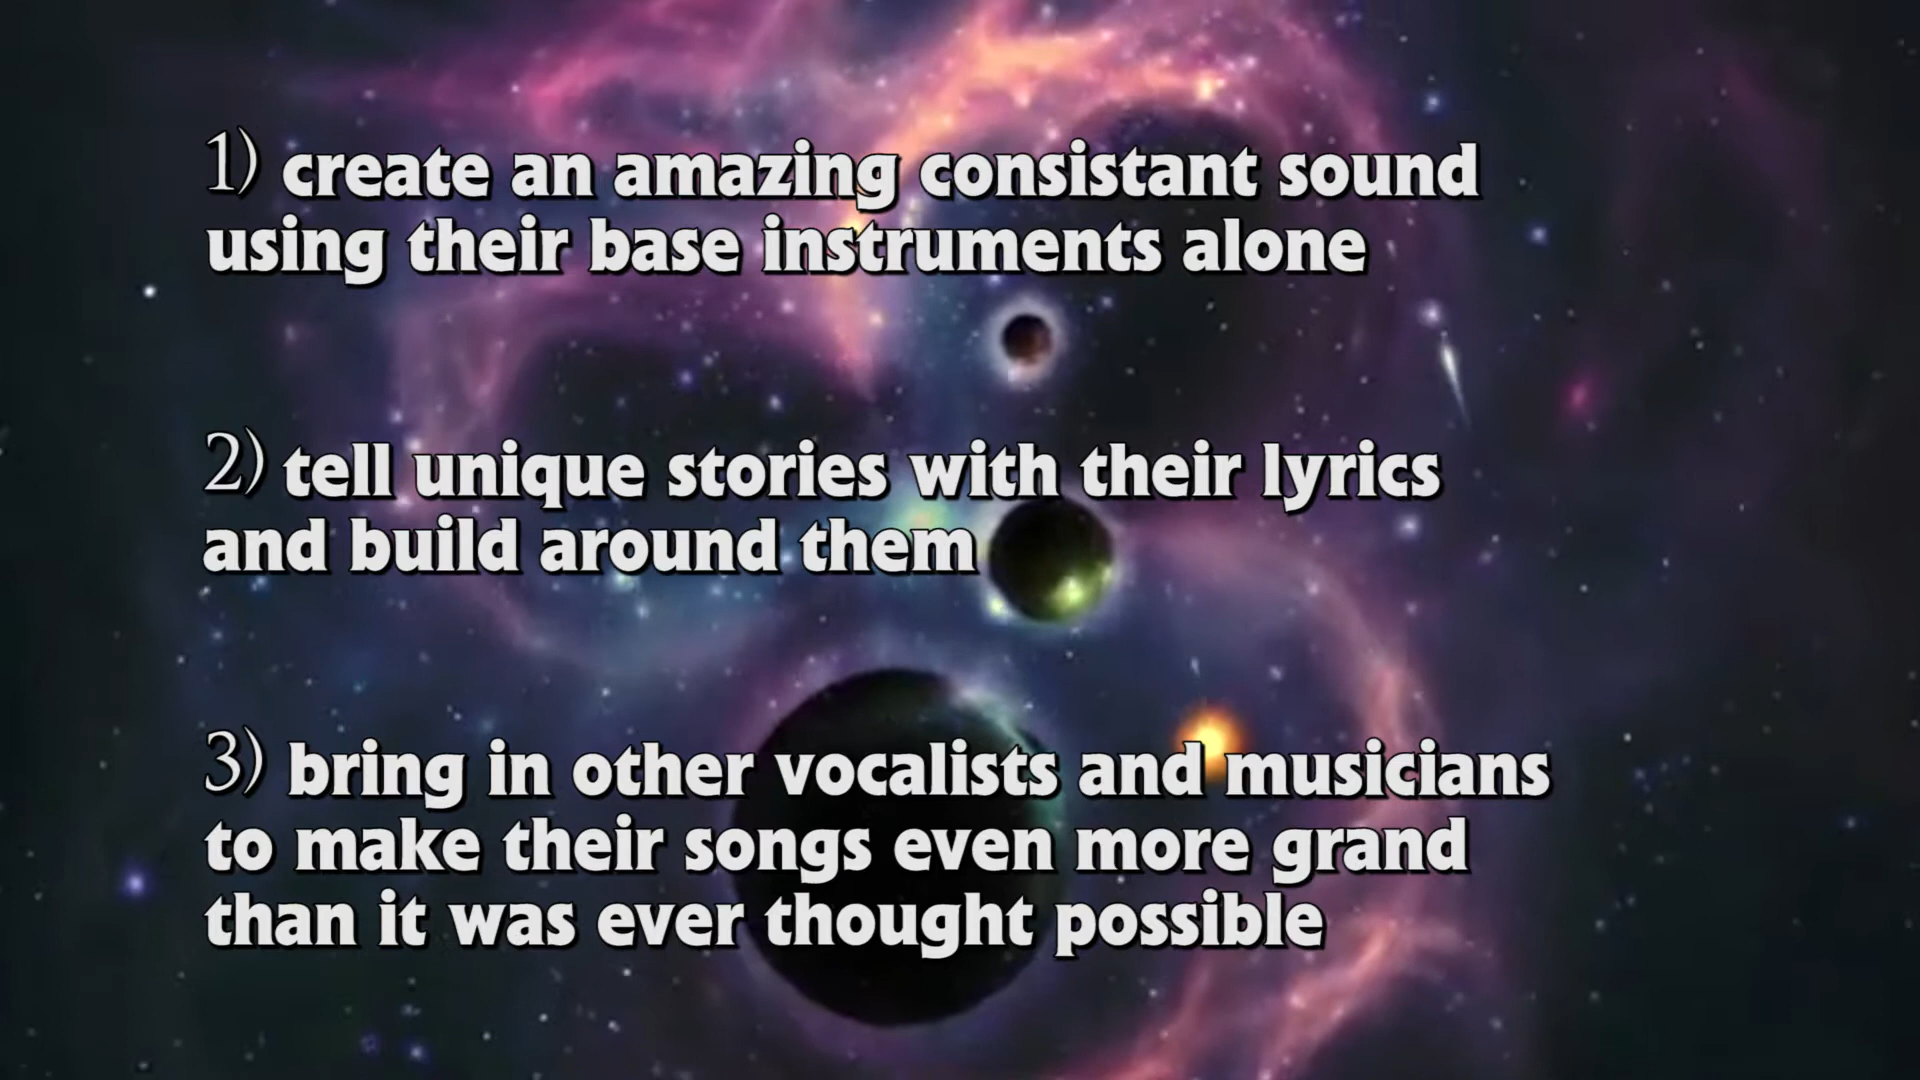 1) create an amazing consistant sound
using their base instruments alone
2) tell unique stories with their lyrics
and build around them
3) bring in other vocalists and musicians
to make their songs even more grand
than it was ever thought possible